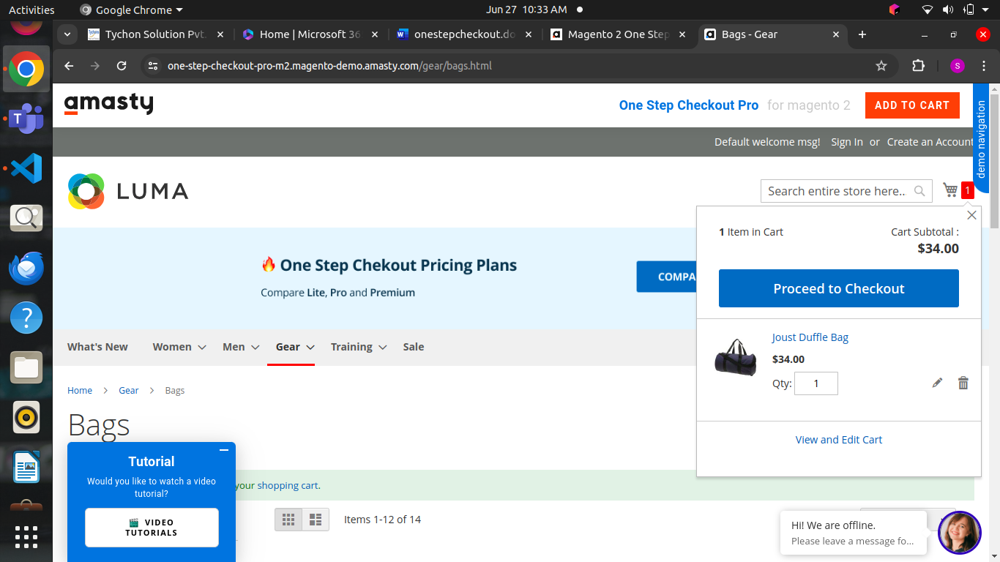 Activities
Google Chrome
Jun 27 10:33 AM
Tychon Solution Pvt.
Home | Microsoft 36
onestepcheckout.do
Magento 2 One Step
Bags - Gear
one-step-checkout-pro-m2.magento-demo.amasty.com/gear/bags.html
S
amasty
One Step Checkout Pro for magento 2
ADD TO CART
demo navigation
Default welcome msg! Sign In or Create an Account
LUMA
Search entire store here..
1
1 Item in Cart
Cart Subtotal :
$34.00
Proceed to Checkout
One Step Chekout Pricing Plans
Compare Lite, Pro and Premium
COMPA
What's New Women Men Gear Training Sale
Joust Duffle Bag
$34.00
Qty: 1
View and Edit Cart
Home Gear Bags
Bags
Tutorial
Would you like to watch a video
tutorial?
VIDEO
TUTORIALS
your shopping cart.
Items 1-12 of 14
Hi! We are offline.
Please leave a message fo...